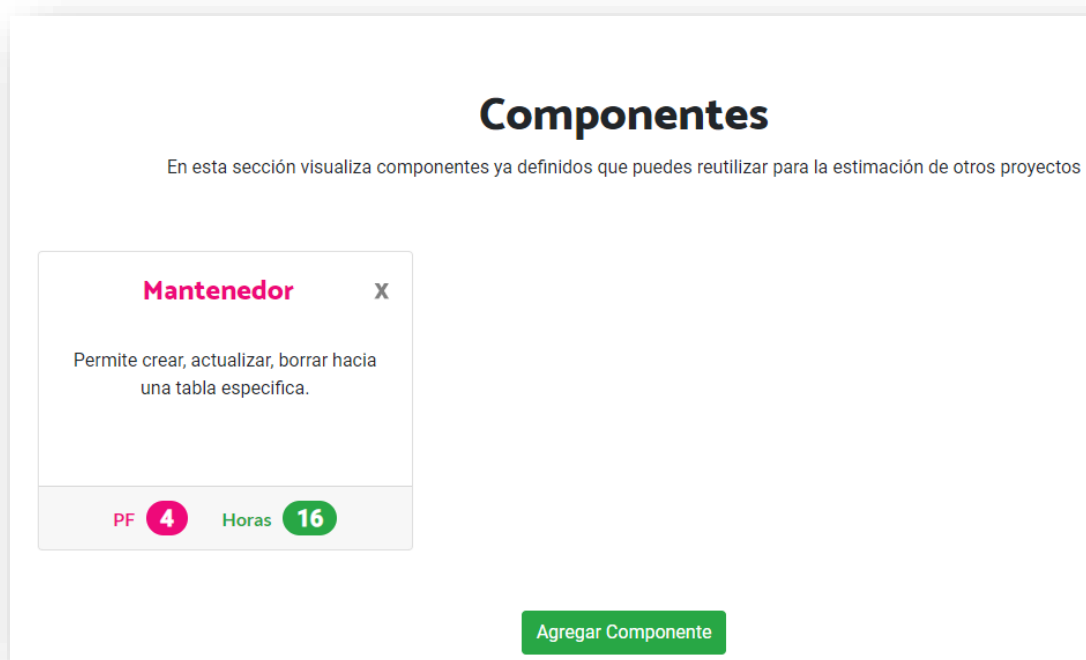 Componentes
En esta sección visualiza componentes ya definidos que puedes reutilizar para la estimación de otros proyectos
Mantenedor x
Permite crear, actualizar, borrar hacia
una tabla especifica.
PF 4 Horas 16
Agregar Componente